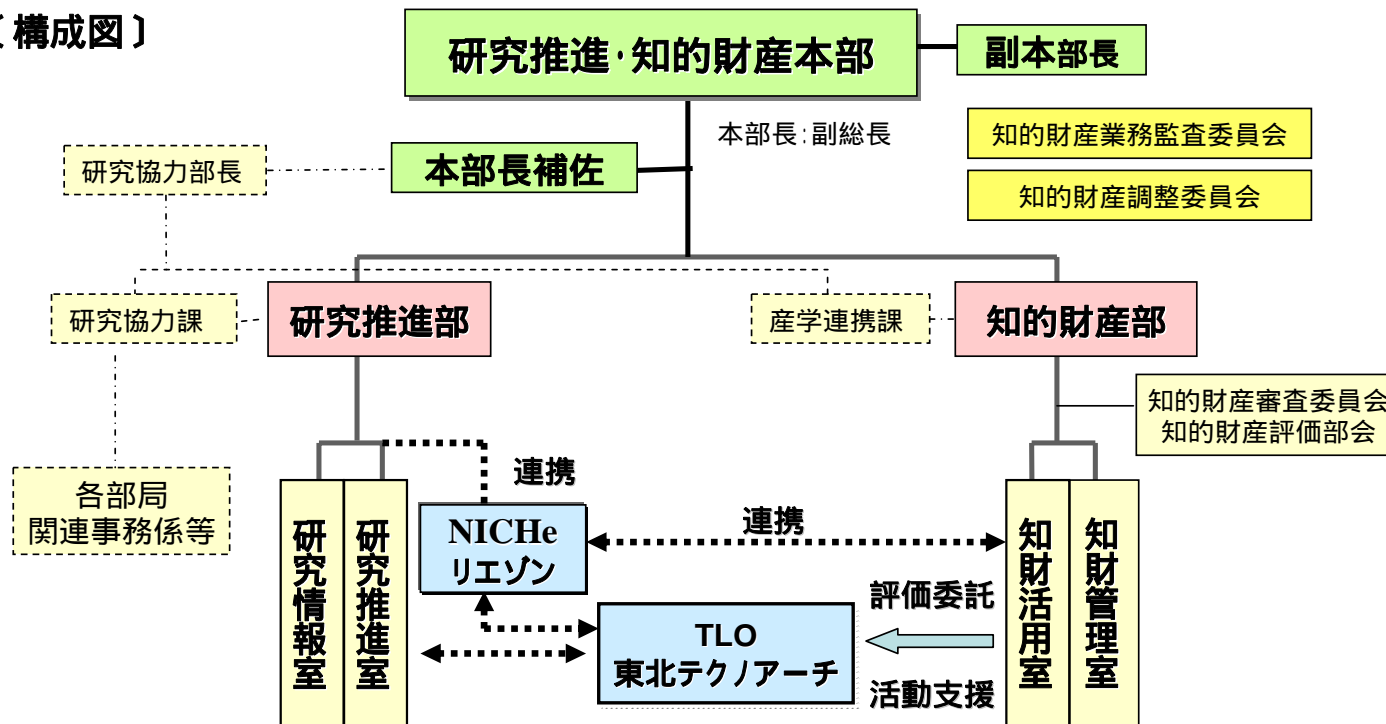 〔構成図〕
研究推進・知的財産本部
副本部長
本部長：副総長
知的財産業務監査委員会
研究協力部長
本部長補佐
知的財産調整委員会
研究協力課
研究推進部
産学連携課
知的財産部
知的財産審査委員会
知的財産評価部会
各部局
関連事務係等
連携
連携
研究情報室
研究推進室
NICHe
リエゾン
知財活用室
知財管理室
評価委託
TLO
東北テクノアーチ
活動支援